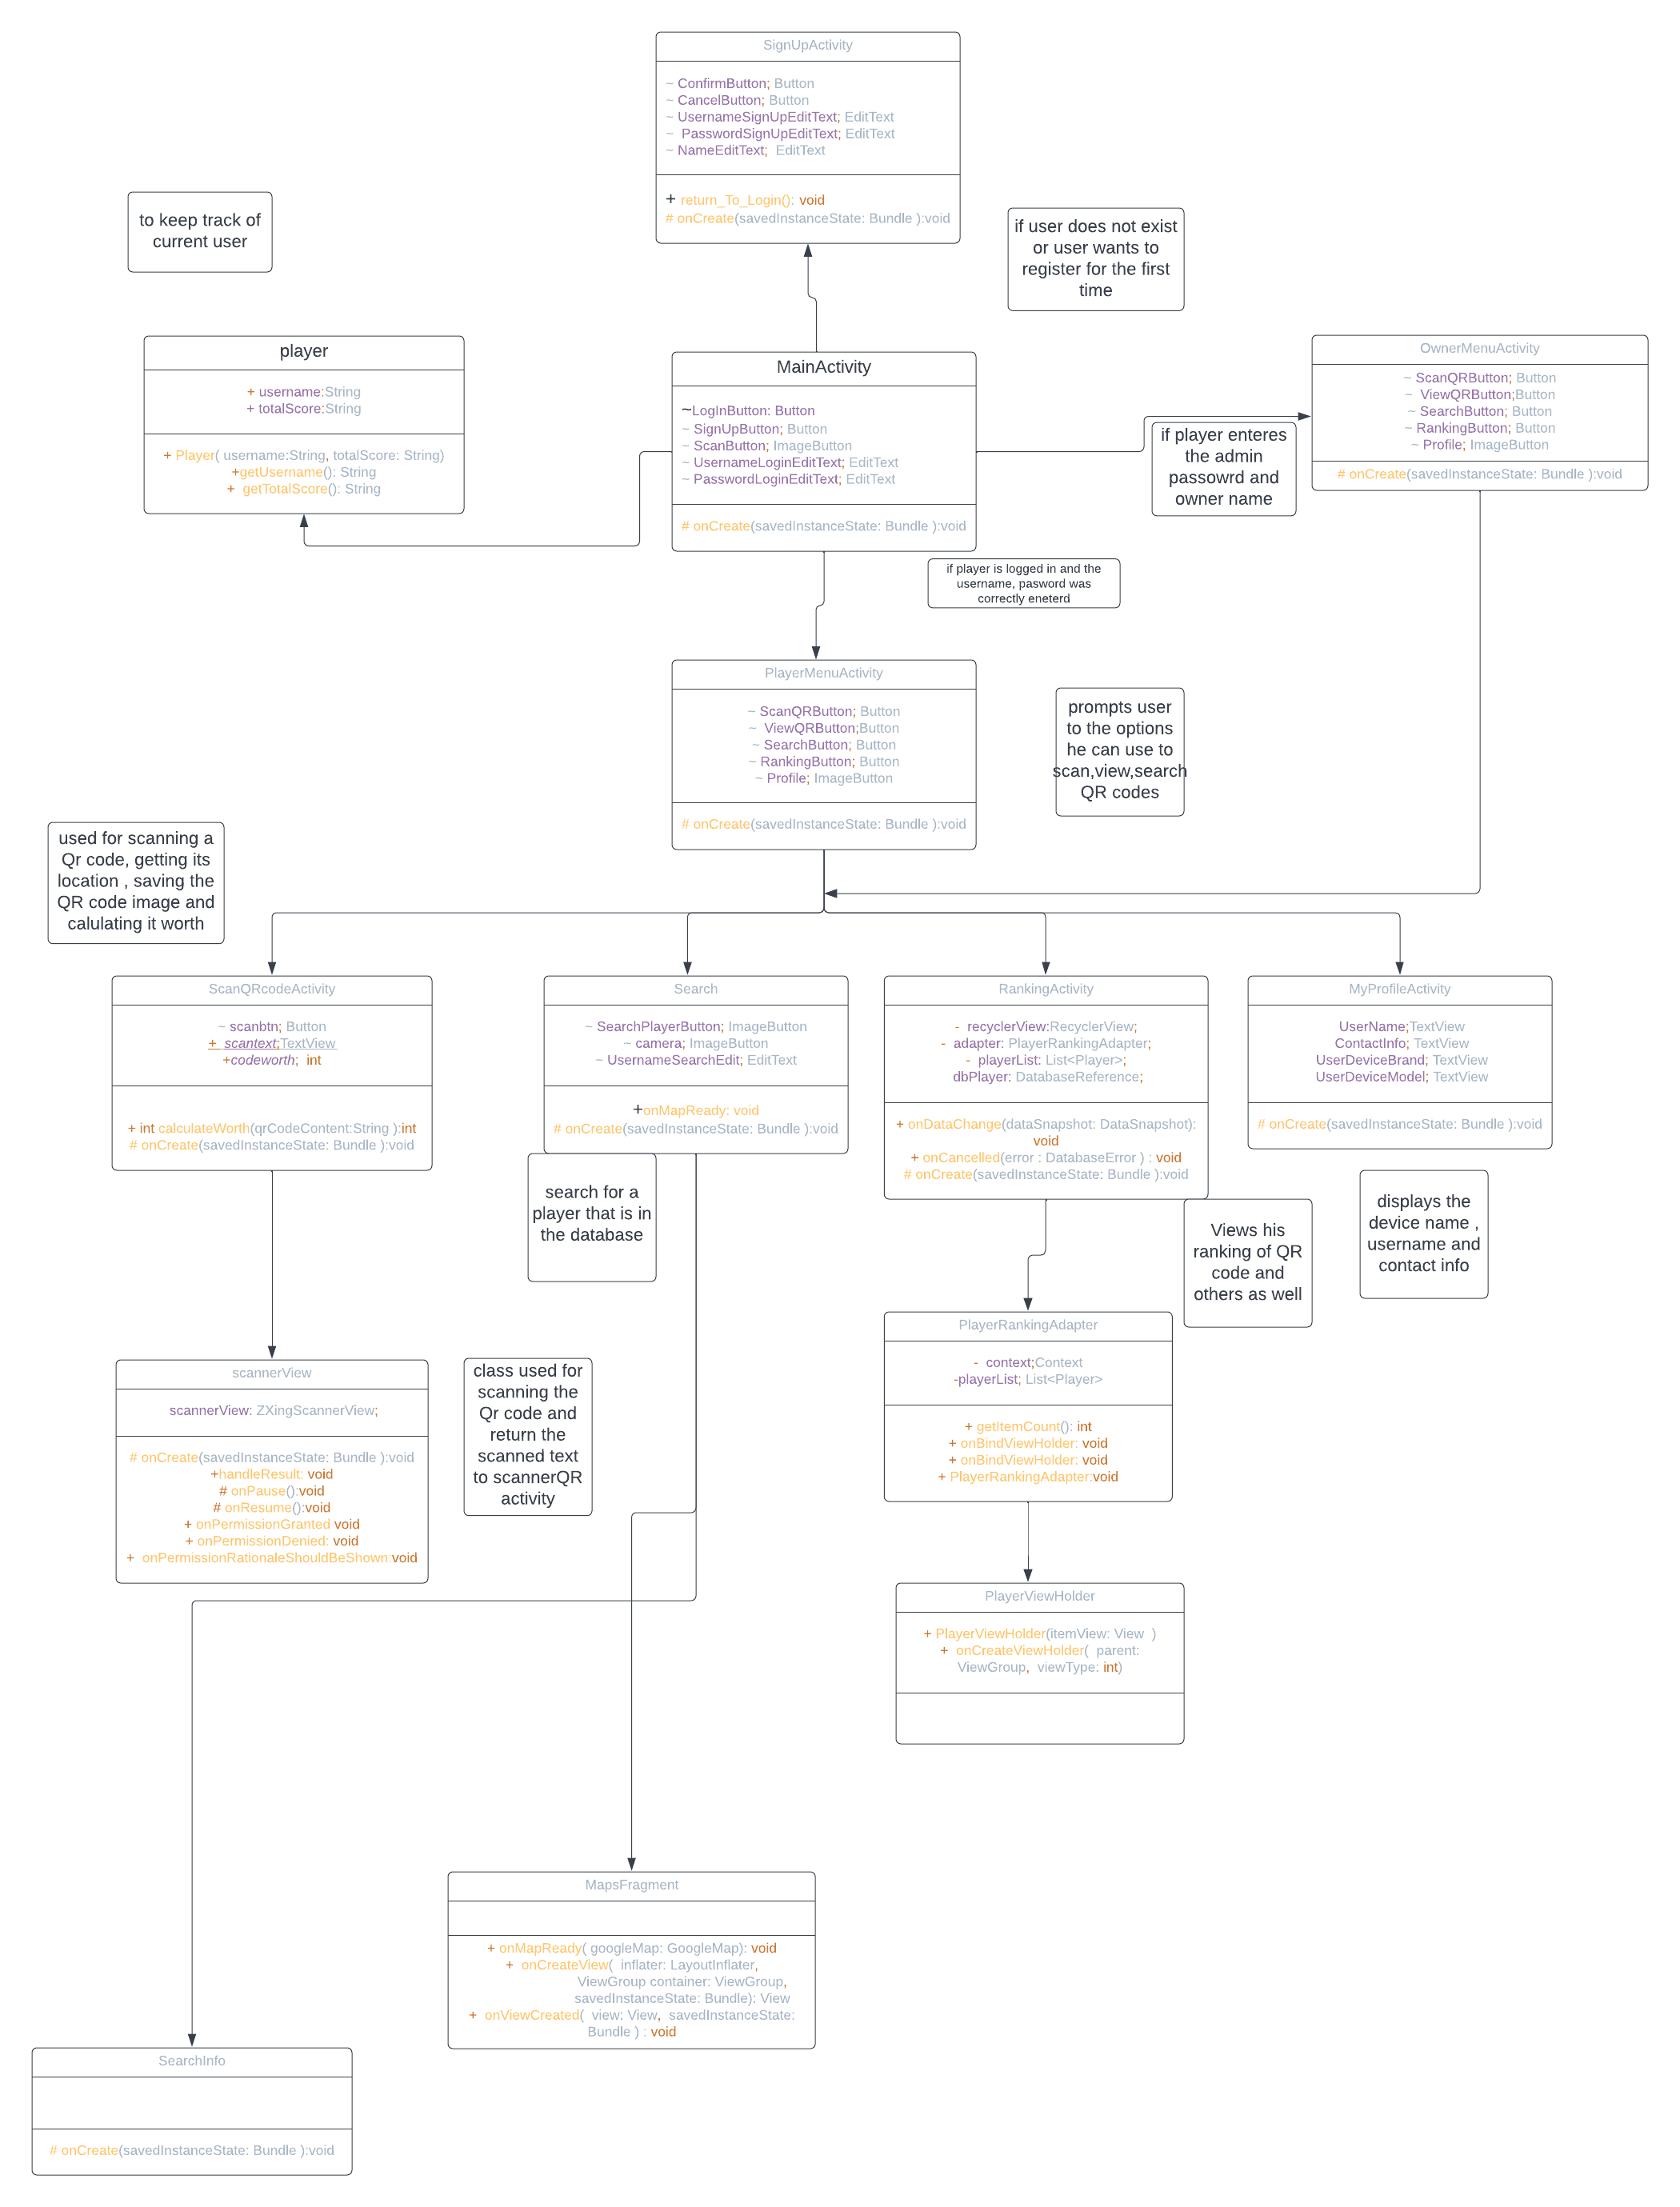 SignUpActivity
~ ConfirmButton; Button
~ CancelButton; Button
~ UsernameSignUpEditText; EditText
~  PasswordSignUpEditText; EditText
~ NameEditText;  EditText
+ return_To_Login(): void
# onCreate(savedInstanceState: Bundle ):void
to keep track of
current user
if user does not exist
or user wants to
register for the first
time
player
+ username:String
+ totalScore:String
+ Player( username:String, totalScore: String)
+getUsername(): String
+  getTotalScore(): String
MainActivity
~LogInButton: Button
~ SignUpButton; Button
~ ScanButton; ImageButton
~ UsernameLoginEditText; EditText
~ PasswordLoginEditText; EditText
# onCreate(savedInstanceState: Bundle ):void
OwnerMenuActivity
~ ScanQRButton; Button
~  ViewQRButton;Button
~ SearchButton; Button
~ RankingButton; Button
~ Profile; ImageButton
# onCreate(savedInstanceState: Bundle ):void
if player enteres
the admin
passowrd and
owner name
if player is logged in and the
username, pasword was
correctly eneterd
PlayerMenuActivity
~ ScanQRButton; Button
~  ViewQRButton;Button
~ SearchButton; Button
~ RankingButton; Button
~ Profile; ImageButton
# onCreate(savedInstanceState: Bundle ):void
prompts user
to the options
he can use to
scan,view,search
QR codes
used for scanning a
Qr code, getting its
location , saving the
QR code image and
calulating it worth
ScanQRcodeActivity
~ scanbtn; Button
+  scantext;TextView
+codeworth;  int
+ int calculateWorth(qrCodeContent:String ):int
# onCreate(savedInstanceState: Bundle ):void
Search
~ SearchPlayerButton; ImageButton
~ camera; ImageButton
~ UsernameSearchEdit; EditText
+onMapReady: void
# onCreate(savedInstanceState: Bundle ):void
RankingActivity
-  recyclerView:RecyclerView;
-  adapter: PlayerRankingAdapter;
-  playerList: List<Player>;
dbPlayer: DatabaseReference;
+ onDataChange(dataSnapshot: DataSnapshot):
void
+ onCancelled(error : DatabaseError ) : void
# onCreate(savedInstanceState: Bundle ):void
MyProfileActivity
UserName;TextView
ContactInfo; TextView
UserDeviceBrand; TextView
UserDeviceModel; TextView
# onCreate(savedInstanceState: Bundle ):void
search for a
player that is in
the database
Views his
ranking of QR
code and
others as well
displays the
device name ,
username and
contact info
scannerView
scannerView: ZXingScannerView;
# onCreate(savedInstanceState: Bundle ):void
+handleResult: void
# onPause():void
# onResume():void
+ onPermissionGranted void
+ onPermissionDenied: void
+  onPermissionRationaleShouldBeShown:void
class used for
scanning the
Qr code and
return the
scanned text
to scannerQR
activity
PlayerRankingAdapter
-  context;Context
-playerList; List<Player>
+ getItemCount(): int
+ onBindViewHolder: void
+ onBindViewHolder: void
+ PlayerRankingAdapter:void
PlayerViewHolder
+ PlayerViewHolder(itemView: View  )
+  onCreateViewHolder(  parent:
ViewGroup,  viewType: int)
MapsFragment
+ onMapReady( googleMap: GoogleMap): void
+  onCreateView(  inflater: LayoutInflater,
ViewGroup container: ViewGroup,
savedInstanceState: Bundle): View
+  onViewCreated(  view: View,  savedInstanceState:
Bundle ) : void
SearchInfo
# onCreate(savedInstanceState: Bundle ):void